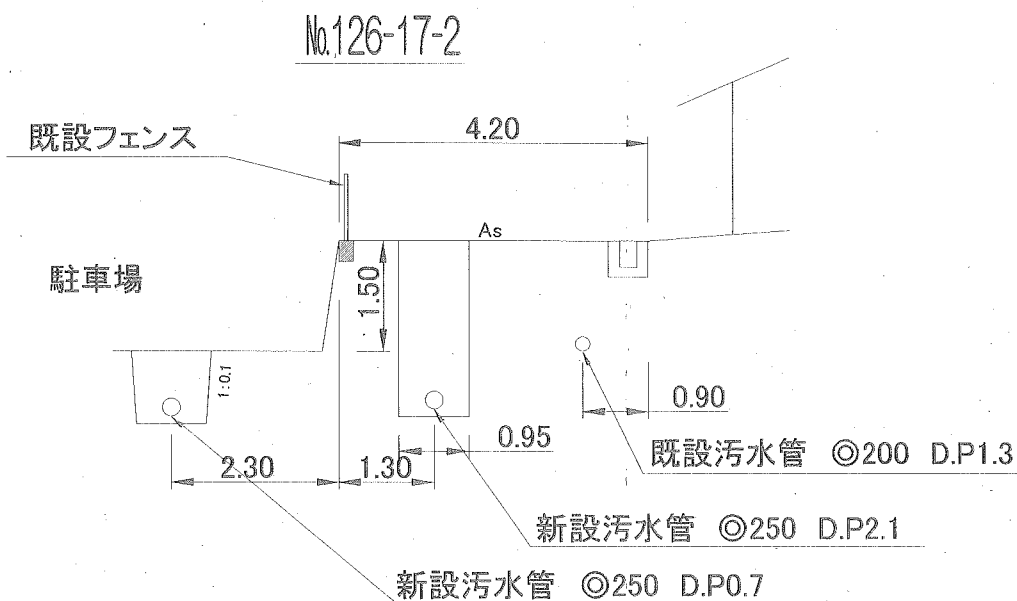 No.126-17-2
4.20
既設フェンス
As
駐車場
1.50
1:0.1
0.90
0.95
既設汚水管 ◎200 D.P1.3
2.30
1.30
新設汚水管 ◎250 D.P2.1
新設汚水管 ◎250 D.P0.7